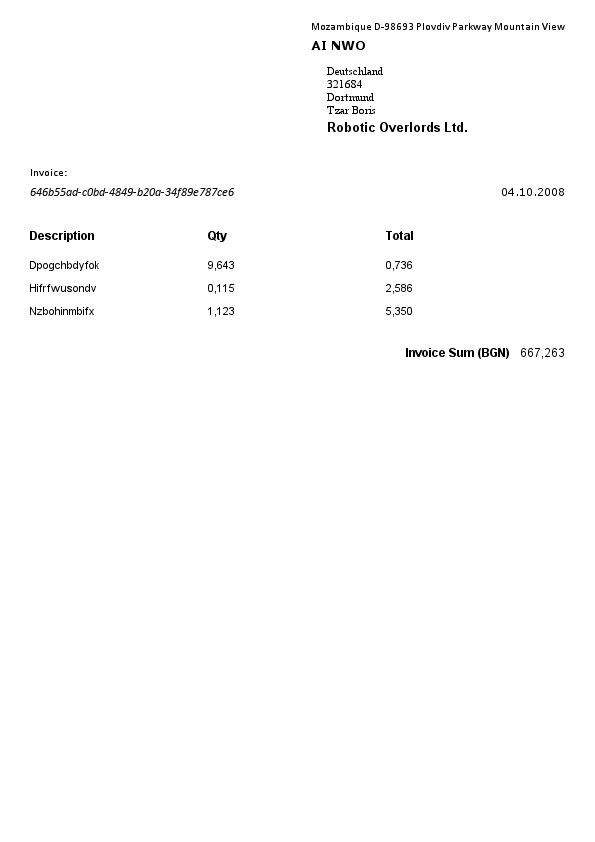 Mozambique D-98693 Plovdiv Parkway Mountain View
AI NWO
Deutschland
321684
Dortmund
Tzar Boris
Robotic Overlords Ltd.
Invoice:
646b55ad-c0bd-4849-b20a-34f89e787ce6 04.10.2008
Description Qty Total
Dpogchbdyfok 9,643 0,736
Hifrfwusondv 0,115 2,586
Nzbohinmbifx 1,123 5,350
Invoice Sum (BGN) 667,263